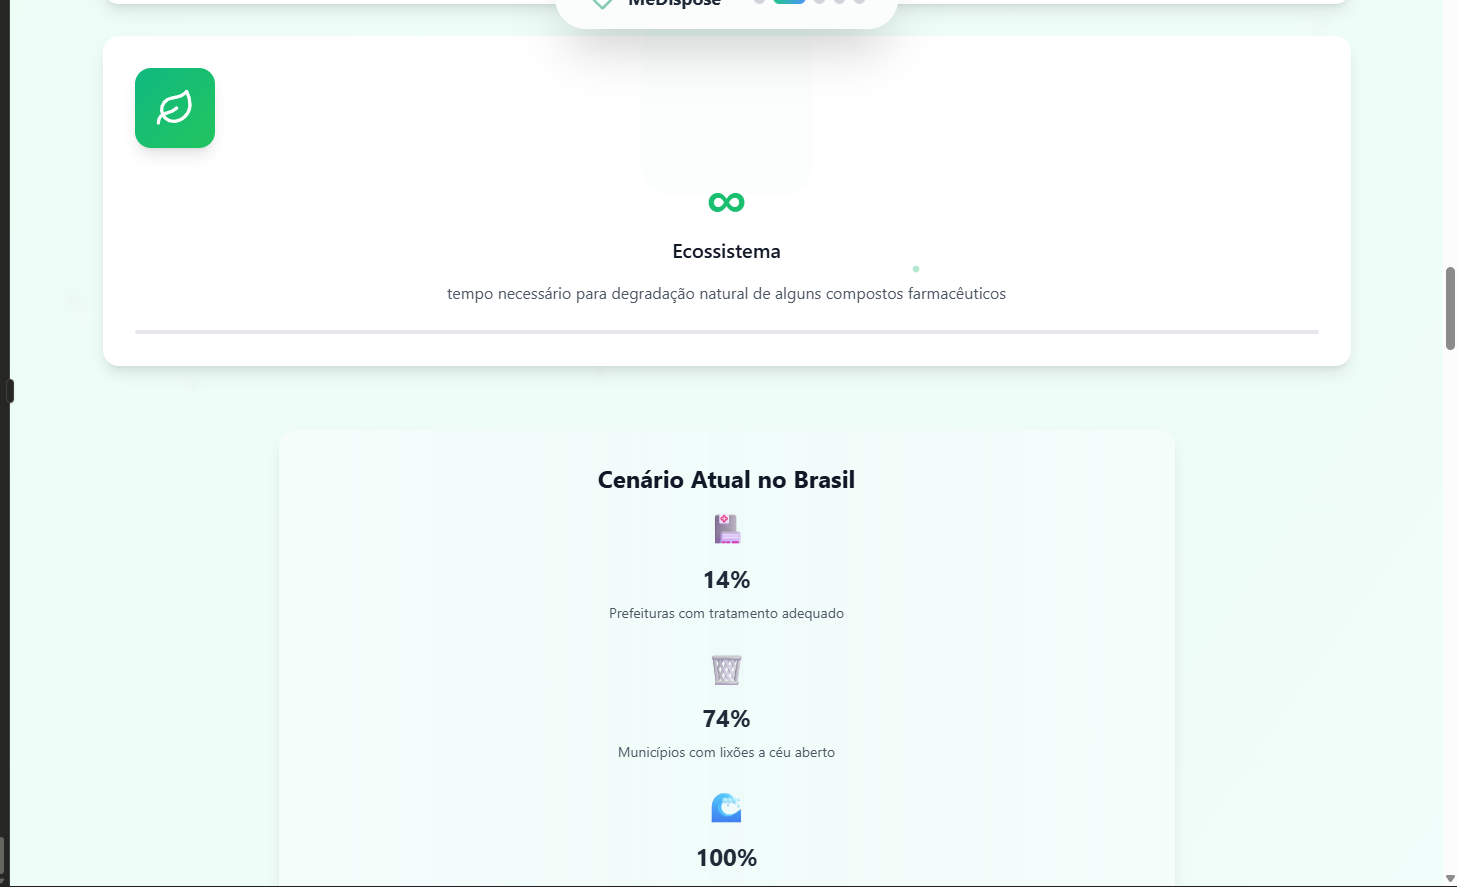 MeDispose
∞
Ecossistema
tempo necessário para degradação natural de alguns compostos farmacêuticos
Cenário Atual no Brasil
14%
Prefeituras com tratamento adequado
74%
Municípios com lixões a céu aberto
100%